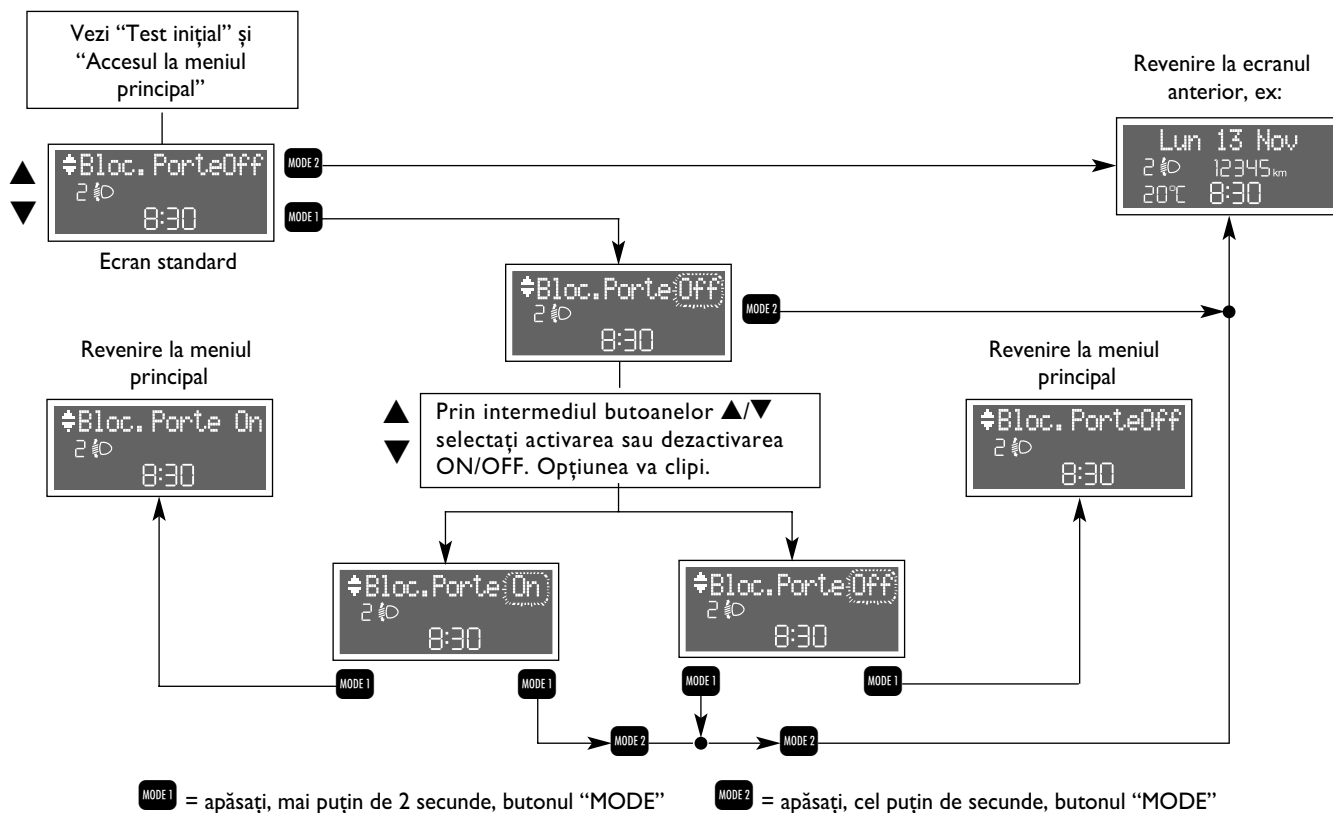 Vezi “Test inițial” și
“Accesul la meniul
principal”
Revenire la ecranul
anterior, ex:
Bloc. PorteOff
2
8:30
MODE 2
MODE 1
Lun 13 Nov
2 12345 km
20°C 8:30
Ecran standard
Bloc.Porte Off
2
8:30
MODE 2
Revenire la meniul
principal
Bloc. Porte On
2
8:30
Prin intermediul butoanelor ▲/▼
selectați activarea sau dezactivarea
ON/OFF. Opțiunea va clipi.
Revenire la meniul
principal
Bloc. PorteOff
2
8:30
Bloc.Porte On
2
8:30
Bloc.Porte Off
2
8:30
MODE 1
MODE 1
MODE 1
MODE 1
MODE 2
MODE 2
MODE 1 = apăsați, mai puțin de 2 secunde, butonul “MODE”
MODE 2 = apăsați, cel puțin de secunde, butonul “MODE”